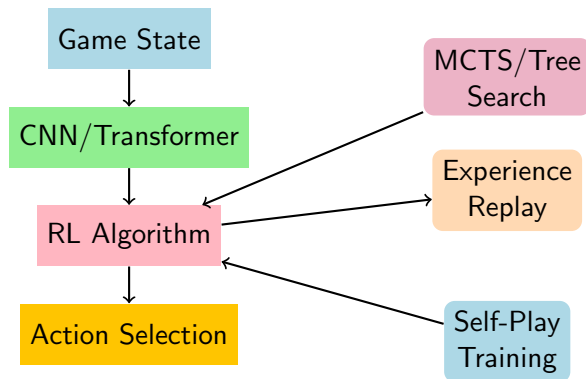 Game State
CNN/Transformer
RL Algorithm
Action Selection
MCTS/Tree
Search
Experience
Replay
Self-Play
Training